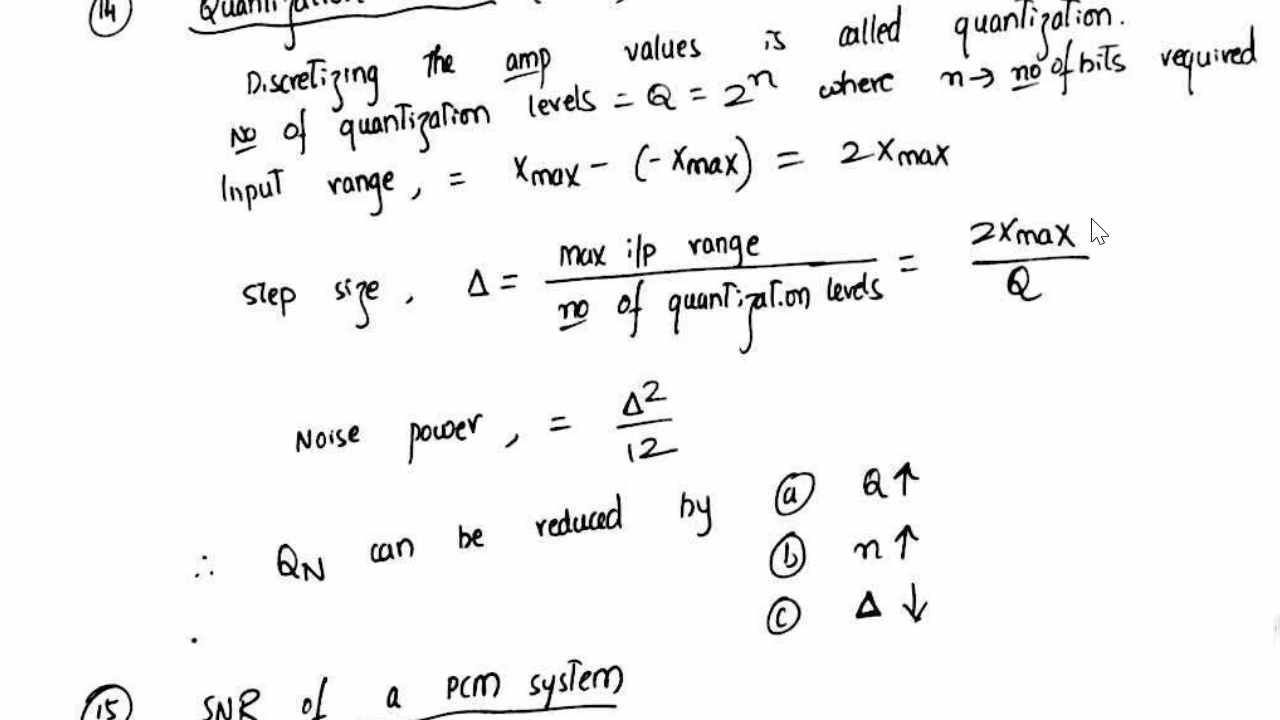 14 Quantization
Discretizing the amp values is called quantization.
No of quantization levels = Q = 2^n where n → no of bits required
Input range, = Xmax - (-Xmax) = 2Xmax
Step size, Δ = max i/p range / no of quantization levels = 2Xmax / Q
Noise power, = Δ² / 12
∴ QN can be reduced by (a) Q↑
(b) n↑
(c) Δ↓
15 SNR of a PCM system